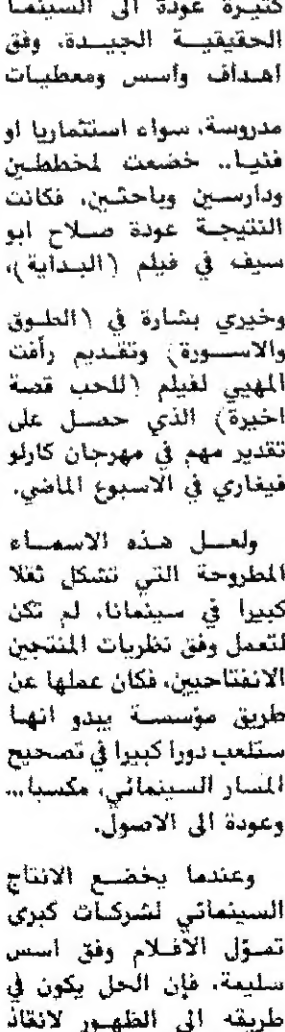 كثيرة عودة الى السينما
الحقيقية الجيدة. وفق
اهداف وأسس ومعطيات
مدروسة، سواء استثماريا او
فنيا.. خضعت لمخططين
ودارسين وباحثين، فكانت
النتيجة عودة صلاح ابو
سيف في فيلم (البداية)،
وخيري بشارة في (الطوق
والاسورة) وتقديم رأفت
الميهي لفيلم (للحب قصة
اخيرة) الذي حصل على
تقدير مهم في مهرجان كارلو
فيفاري في الاسبوع الماضي.
ولعل هذه الاسماء
المطروحة التي تشكل ثقلا
كبيرا في سينمانا، لم تكن
لتعمل وفق نظريات المنتجين
الانفتاحيين، فكان عملها عن
طريق مؤسسة يبدو انها
ستلعب دورا كبيرا في تصحيح
المسار السينمائي، مكسبا...
وعودة الى الاصول.
وعندما يخضع الانتاج
السينمائي لشركات كبرى
تموّل الافلام وفق اسس
سليمة، فإن الحل يكون في
طريقه الى الظهور لانقاذ